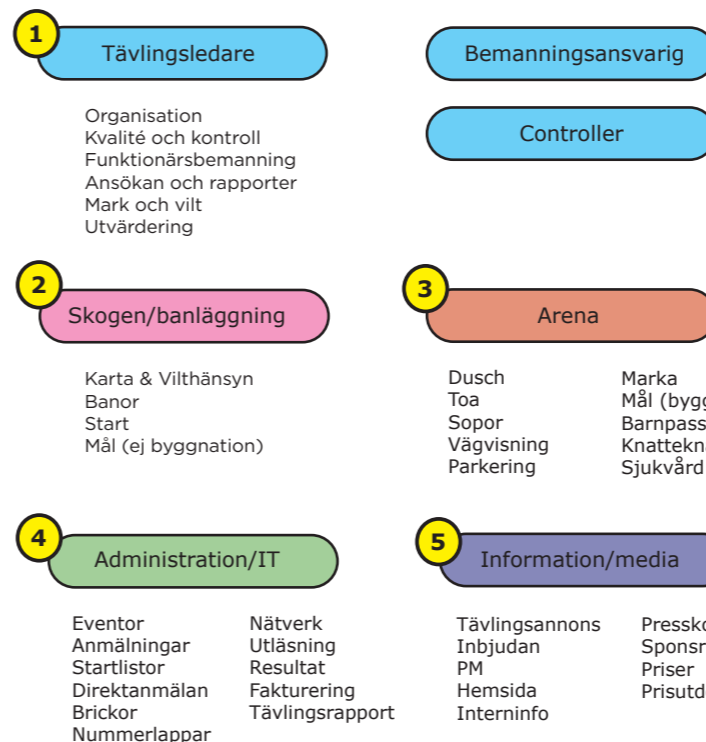 1
Tävlingsledare
Organisation
Kvalité och kontroll
Funktionärsbemanning
Ansökan och rapporter
Mark och vilt
Utvärdering
Bemanningsansvarig
Controller
2
Skogen/banläggning
Karta & Vilthänsyn
Banor
Start
Mål (ej byggnation)
3
Arena
Dusch
Toa
Sopor
Vägvisning
Parkering
Marka
Mål
Sjukvård
4
Administration/IT
Eventor
Anmälningar
Startlistor
Direktanmälan
Brickor
Nummerlappar
Nätverk
Utläsning
Resultat
Fakturering
Tävlingsrapport
5
Information/media
Tävlingsannons
Inbjudan
PM
Hemsida
Interninfo
Priser